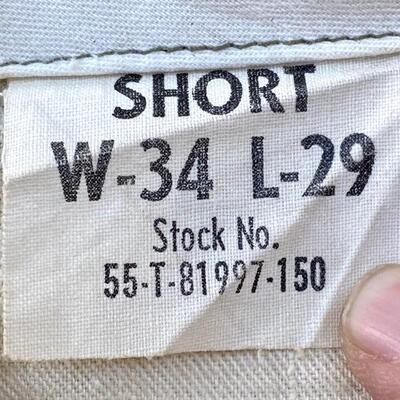 SHORT
W-34 L-29
Stock No.
55-T-81997-150